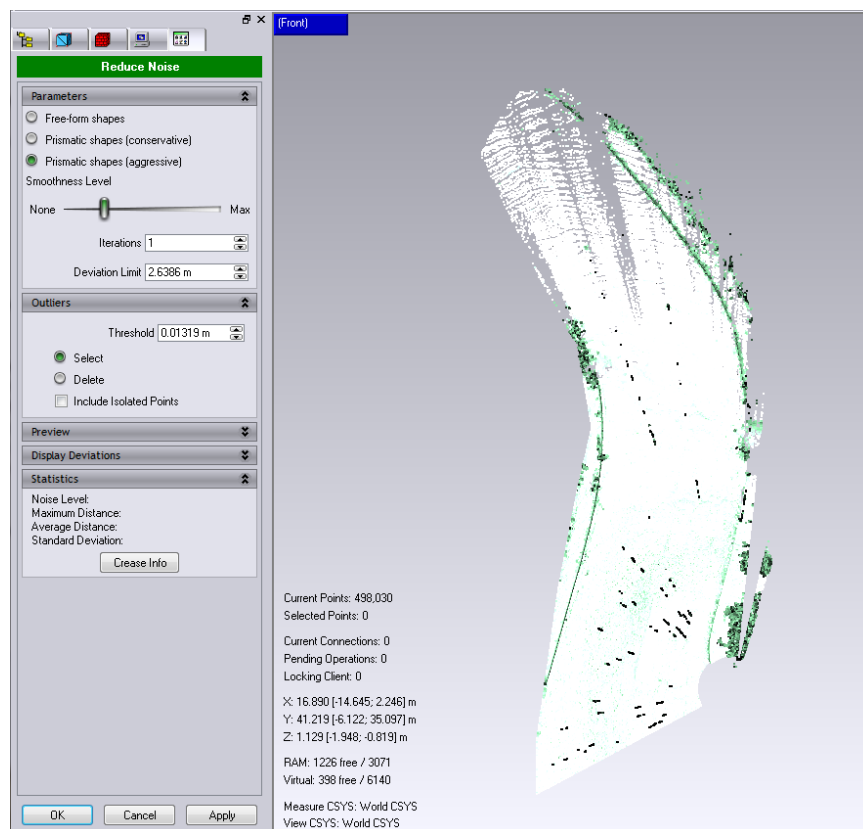 (Front)
Reduce Noise
Parameters
Free-form shapes
Prismatic shapes (conservative)
Prismatic shapes (aggressive)
Smoothness Level
None Max
Iterations 1
Deviation Limit 2.6386 m
Outliers
Threshold 0.01319 m
Select
Delete
Include Isolated Points
Preview
Display Deviations
Statistics
Noise Level:
Maximum Distance:
Average Distance:
Standard Deviation:
Crease Info
OK Cancel Apply
Current Points: 498,030
Selected Points: 0
Current Connections: 0
Pending Operations: 0
Locking Client: 0
X: 16.890 [-14.645; 2.246] m
Y: 41.219 [-6.122; 35.097] m
Z: 1.129 [-1.948; -0.819] m
RAM: 1226 free / 3071
Virtual: 398 free / 6140
Measure CSYS: World CSYS
View CSYS: World CSYS